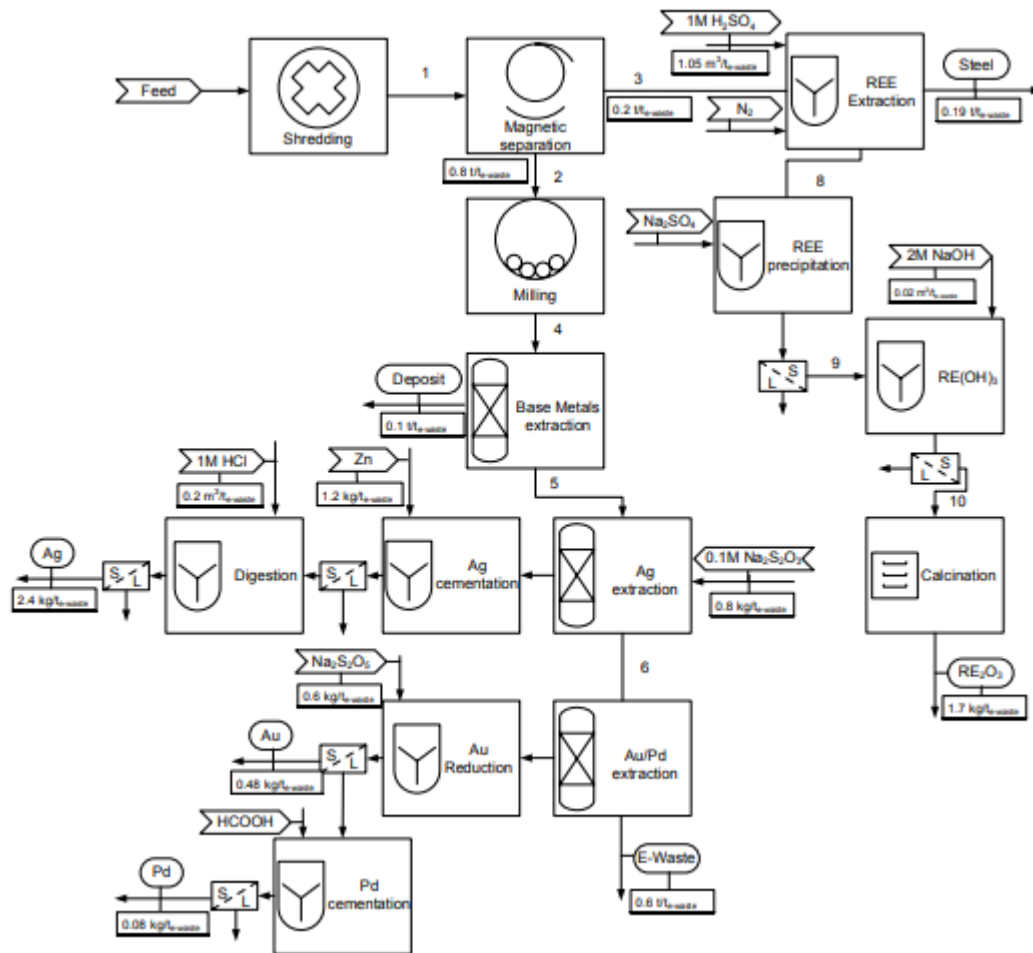 1M H₂SO₄
1.05 m³/tₑ-waste
Feed
1
Shredding
Magnetic
separation
3
0.2 t/tₑ-waste
N₂
REE
Extraction
Steel
0.19 t/tₑ-waste
0.8 t/tₑ-waste
2
8
Milling
Na₂SO₄
REE
precipitation
2M NaOH
0.02 m³/tₑ-waste
4
S
L
9
RE(OH)₃
Deposit
0.1 t/tₑ-waste
Base Metals
extraction
1M HCl
0.2 m³/tₑ-waste
Zn
1.2 kg/tₑ-waste
5
S
L
10
Ag
2.4 kg/tₑ-waste
S
L
Digestion
S
L
Ag
cementation
Ag
extraction
0.1M Na₂S₂O₃
0.8 kg/tₑ-waste
Calcination
Na₂S₂O₅
0.6 kg/tₑ-waste
6
RE₂O₃
1.7 kg/tₑ-waste
Au
0.48 kg/tₑ-waste
S
L
Au
Reduction
Au/Pd
extraction
HCOOH
Pd
0.08 kg/tₑ-waste
S
L
Pd
cementation
E-Waste
0.6 t/tₑ-waste